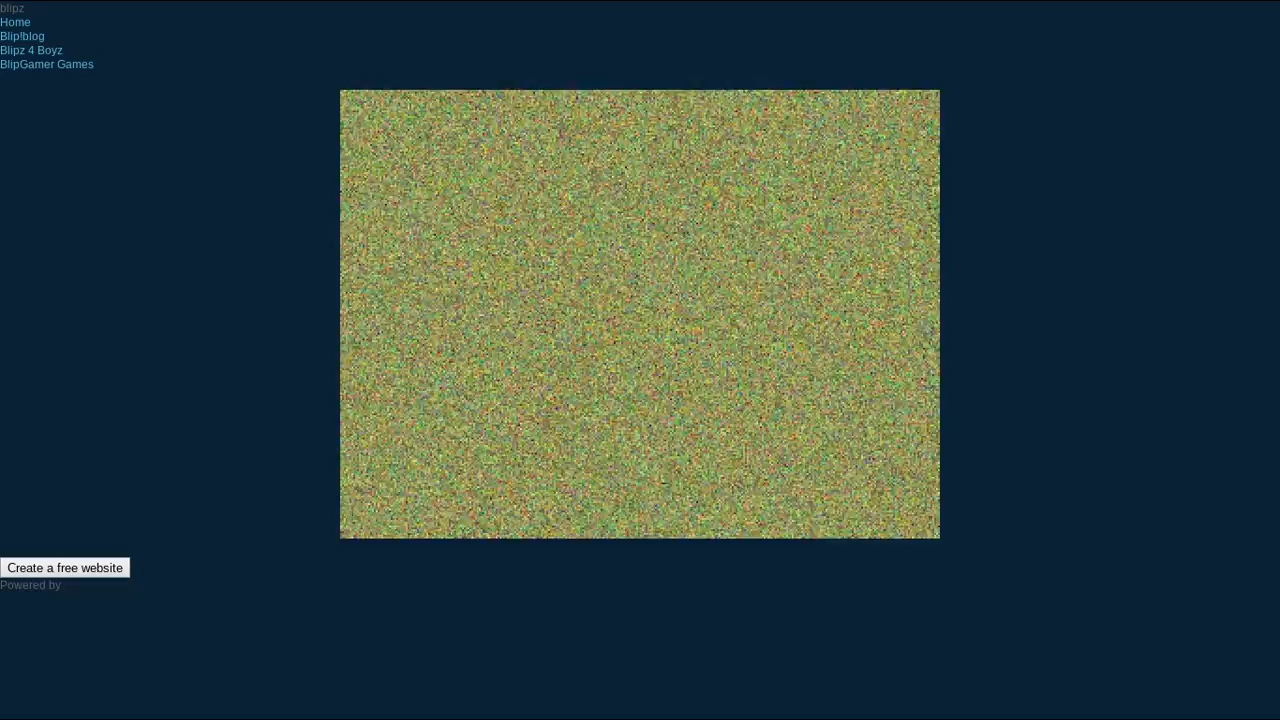 blipz
Home
Blip!blog
Blipz 4 Boyz
BlipGamer Games
Create a free website
Powered by